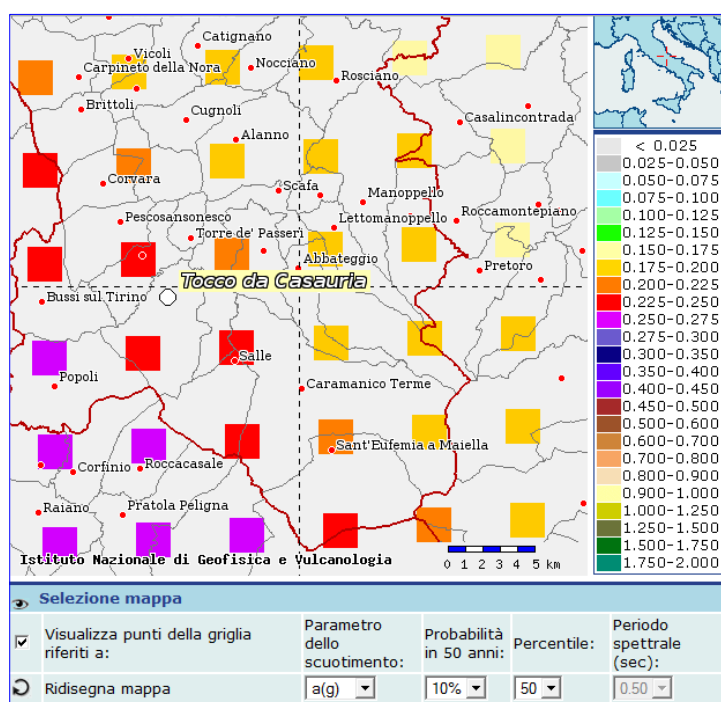 Catignano
Vicoli
Nocciano
Carpineto della Nora
Rosciano
Brittoli
Cugnoli
Casalincontrada
Alanno
Corvara
Scafa
Manoppello
Pescosansonesco
Lettomanoppello
Roccamontepiano
Torre de' Passeri
Abbateggio
Pretoro
Tocco da Casauria
Bussi sul Tirino
Salle
Popoli
Caramanico Terme
Sant'Eufemia a Maiella
Corfinio
Roccacasale
Raiano
Pratola Peligna
Istituto Nazionale di Geofisica e Vulcanologia
0 1 2 3 4 5 km
< 0.025
0.025-0.050
0.050-0.075
0.075-0.100
0.100-0.125
0.125-0.150
0.150-0.175
0.175-0.200
0.200-0.225
0.225-0.250
0.250-0.275
0.275-0.300
0.300-0.350
0.350-0.400
0.400-0.450
0.450-0.500
0.500-0.600
0.600-0.700
0.700-0.800
0.800-0.900
0.900-1.000
1.000-1.250
1.250-1.500
1.500-1.750
1.750-2.000
Selezione mappa
Visualizza punti della griglia
riferiti a:
Parametro
dello
scuotimento:
Probabilità
in 50 anni:
Percentile:
Periodo
spettrale
(sec):
Ridisegna mappa
a(g)
10%
50
0.50